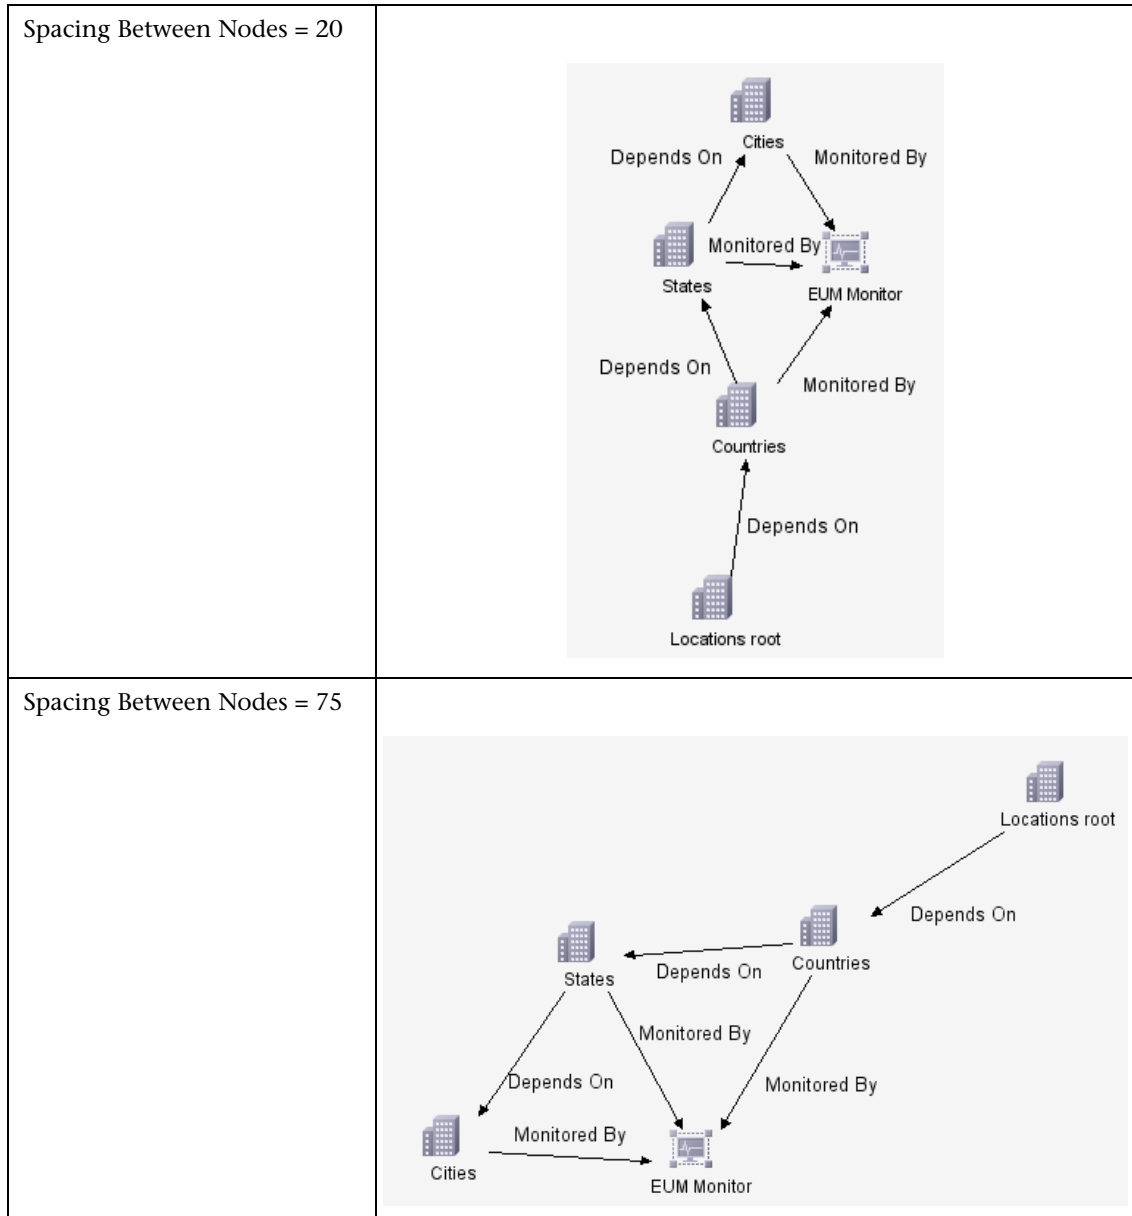 Spacing Between Nodes = 20
Cities
Depends On
Monitored By
Monitored By
States
EUM Monitor
Depends On
Monitored By
Countries
Depends On
Locations root
Spacing Between Nodes = 75
Locations root
Depends On
Countries
Depends On
States
Monitored By
Depends On
Monitored By
Monitored By
Cities
EUM Monitor